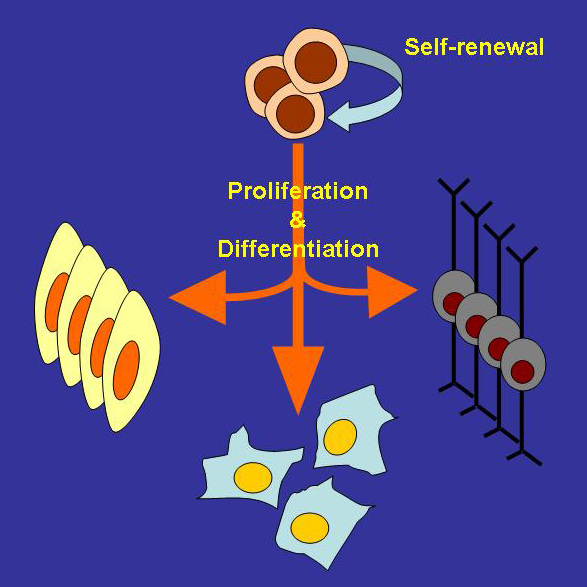 Self-renewal
Proliferation
&
Differentiation